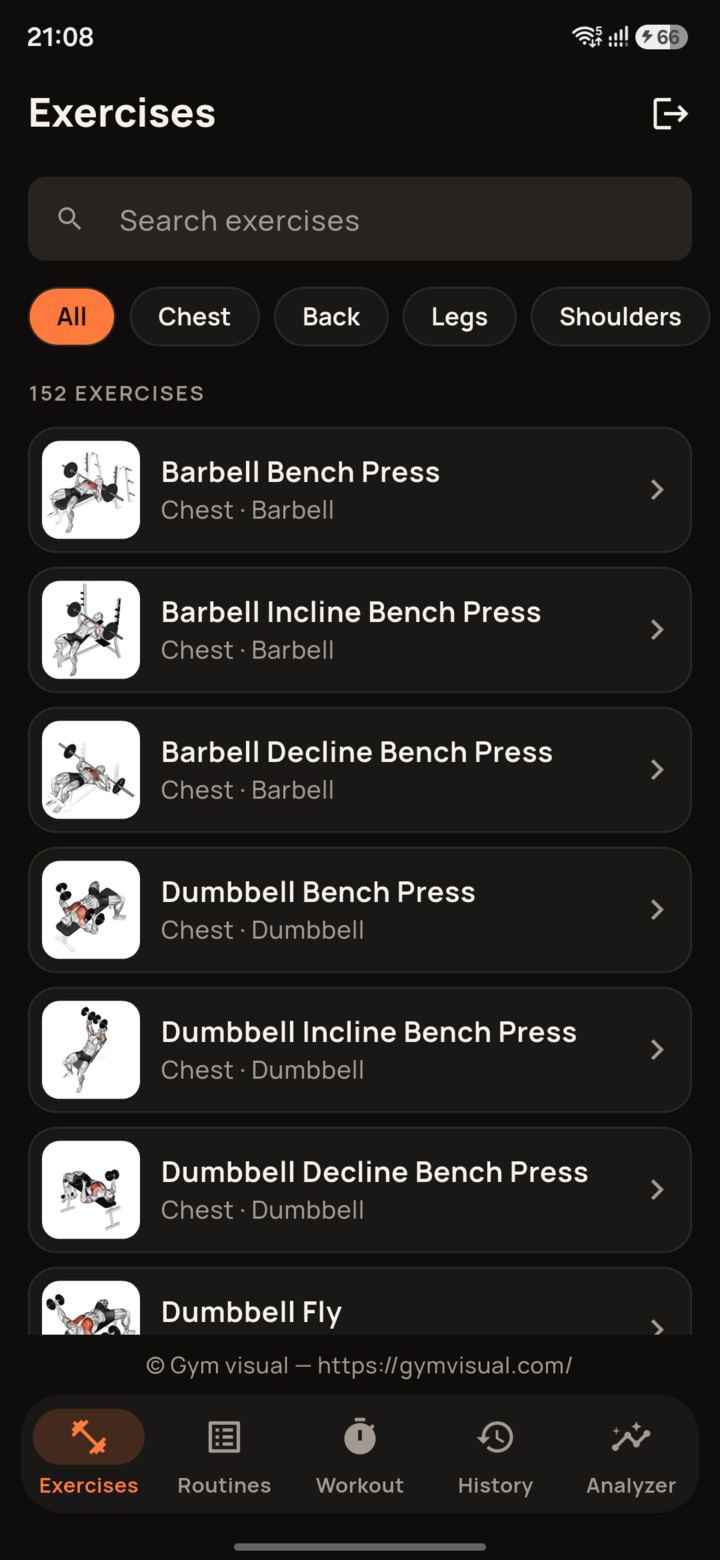 21:08
5
66
Exercises
Search exercises
All
Chest
Back
Legs
Shoulders
152 EXERCISES
Barbell Bench Press
Chest · Barbell
Barbell Incline Bench Press
Chest · Barbell
Barbell Decline Bench Press
Chest · Barbell
Dumbbell Bench Press
Chest · Dumbbell
Dumbbell Incline Bench Press
Chest · Dumbbell
Dumbbell Decline Bench Press
Chest · Dumbbell
Dumbbell Fly
© Gym visual — https://gymvisual.com/
Exercises
Routines
Workout
History
Analyzer